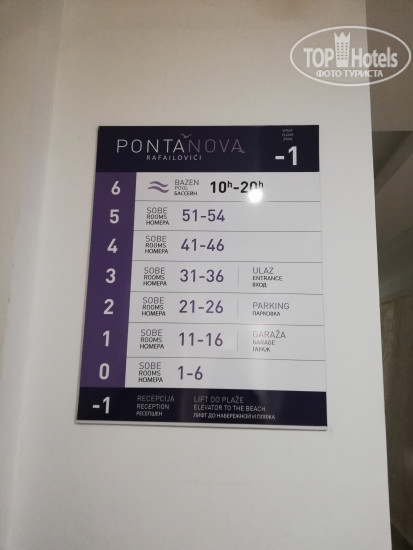 TOP Hotels
ФОТО ТУРИСТА
PONTA NOVA
RAFAILOVIĆI
-1
6 BAZEN POOL БАССЕЙН 10h-20h
5 SOBE ROOMS НОМЕРА 51-54
4 SOBE ROOMS НОМЕРА 41-46
3 SOBE ROOMS НОМЕРА 31-36 ULAZ ENTRANCE ВХОД
2 SOBE ROOMS НОМЕРА 21-26 PARKING ПАРКОВКА
1 SOBE ROOMS НОМЕРА 11-16 GARAŽA GARAGE ГАРАЖ
0 SOBE ROOMS НОМЕРА 1-6
-1 RECEPCIJA RECEPTION РЕСЕПШЕН LIFT DO PLAŽE ELEVATOR TO THE BEACH ЛИФТ ДО НАБЕРЕЖНОЙ И ПЛЯЖА